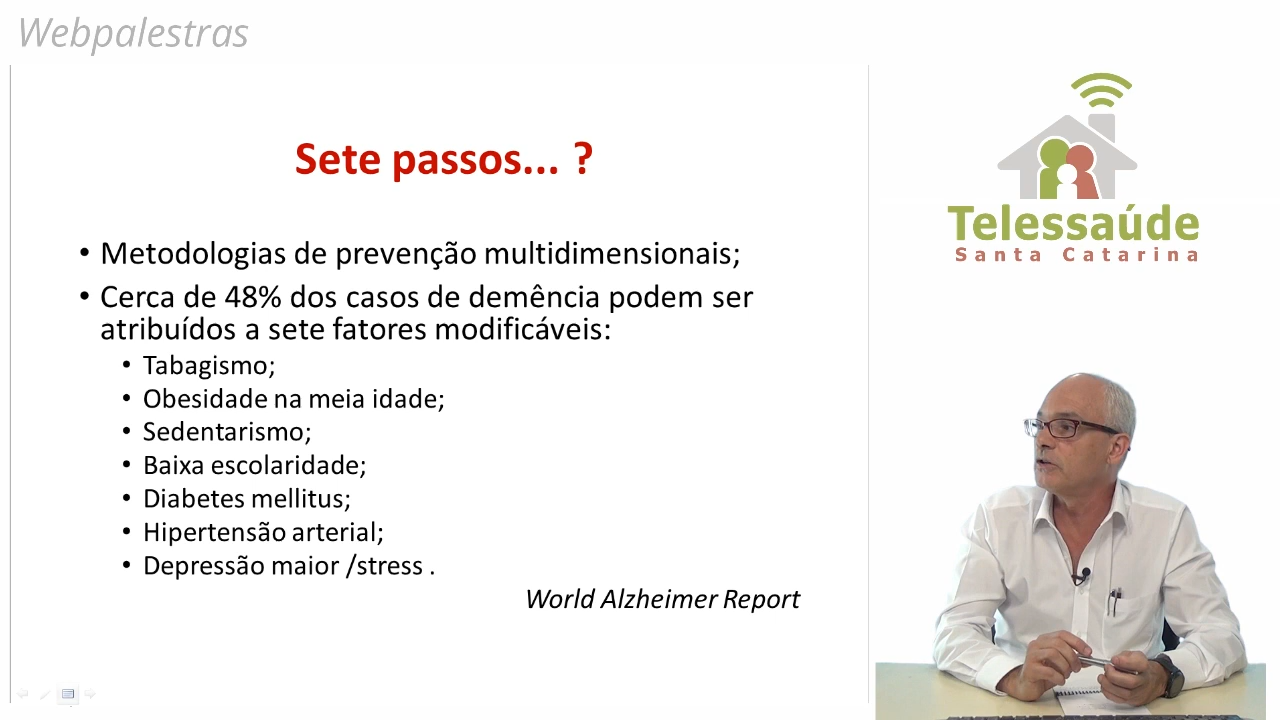 Webpalestras
Sete passos... ?
• Metodologias de prevenção multidimensionais;
• Cerca de 48% dos casos de demência podem ser
atribuídos a sete fatores modificáveis:
• Tabagismo;
• Obesidade na meia idade;
• Sedentarismo;
• Baixa escolaridade;
• Diabetes mellitus;
• Hipertensão arterial;
• Depressão maior /stress .
World Alzheimer Report
Telessaúde
Santa Catarina